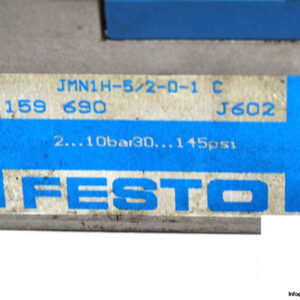 JMN1H-5/2-D-1 C
159 690 J602
2...10bar30...145psi
FESTO